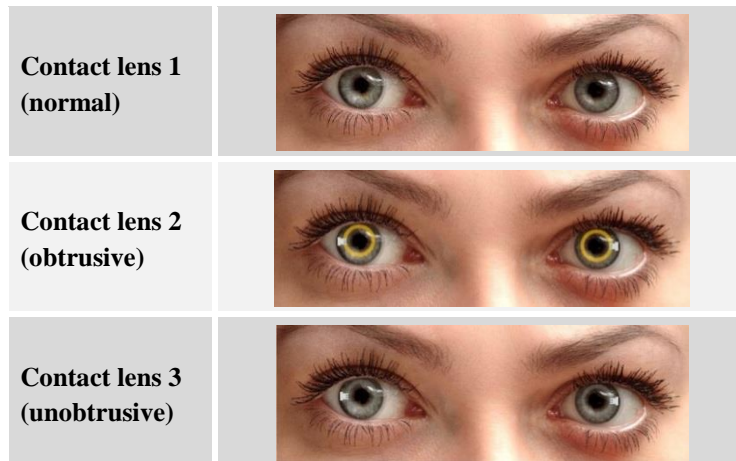 Contact lens 1
(normal)
Contact lens 2
(obtrusive)
Contact lens 3
(unobtrusive)